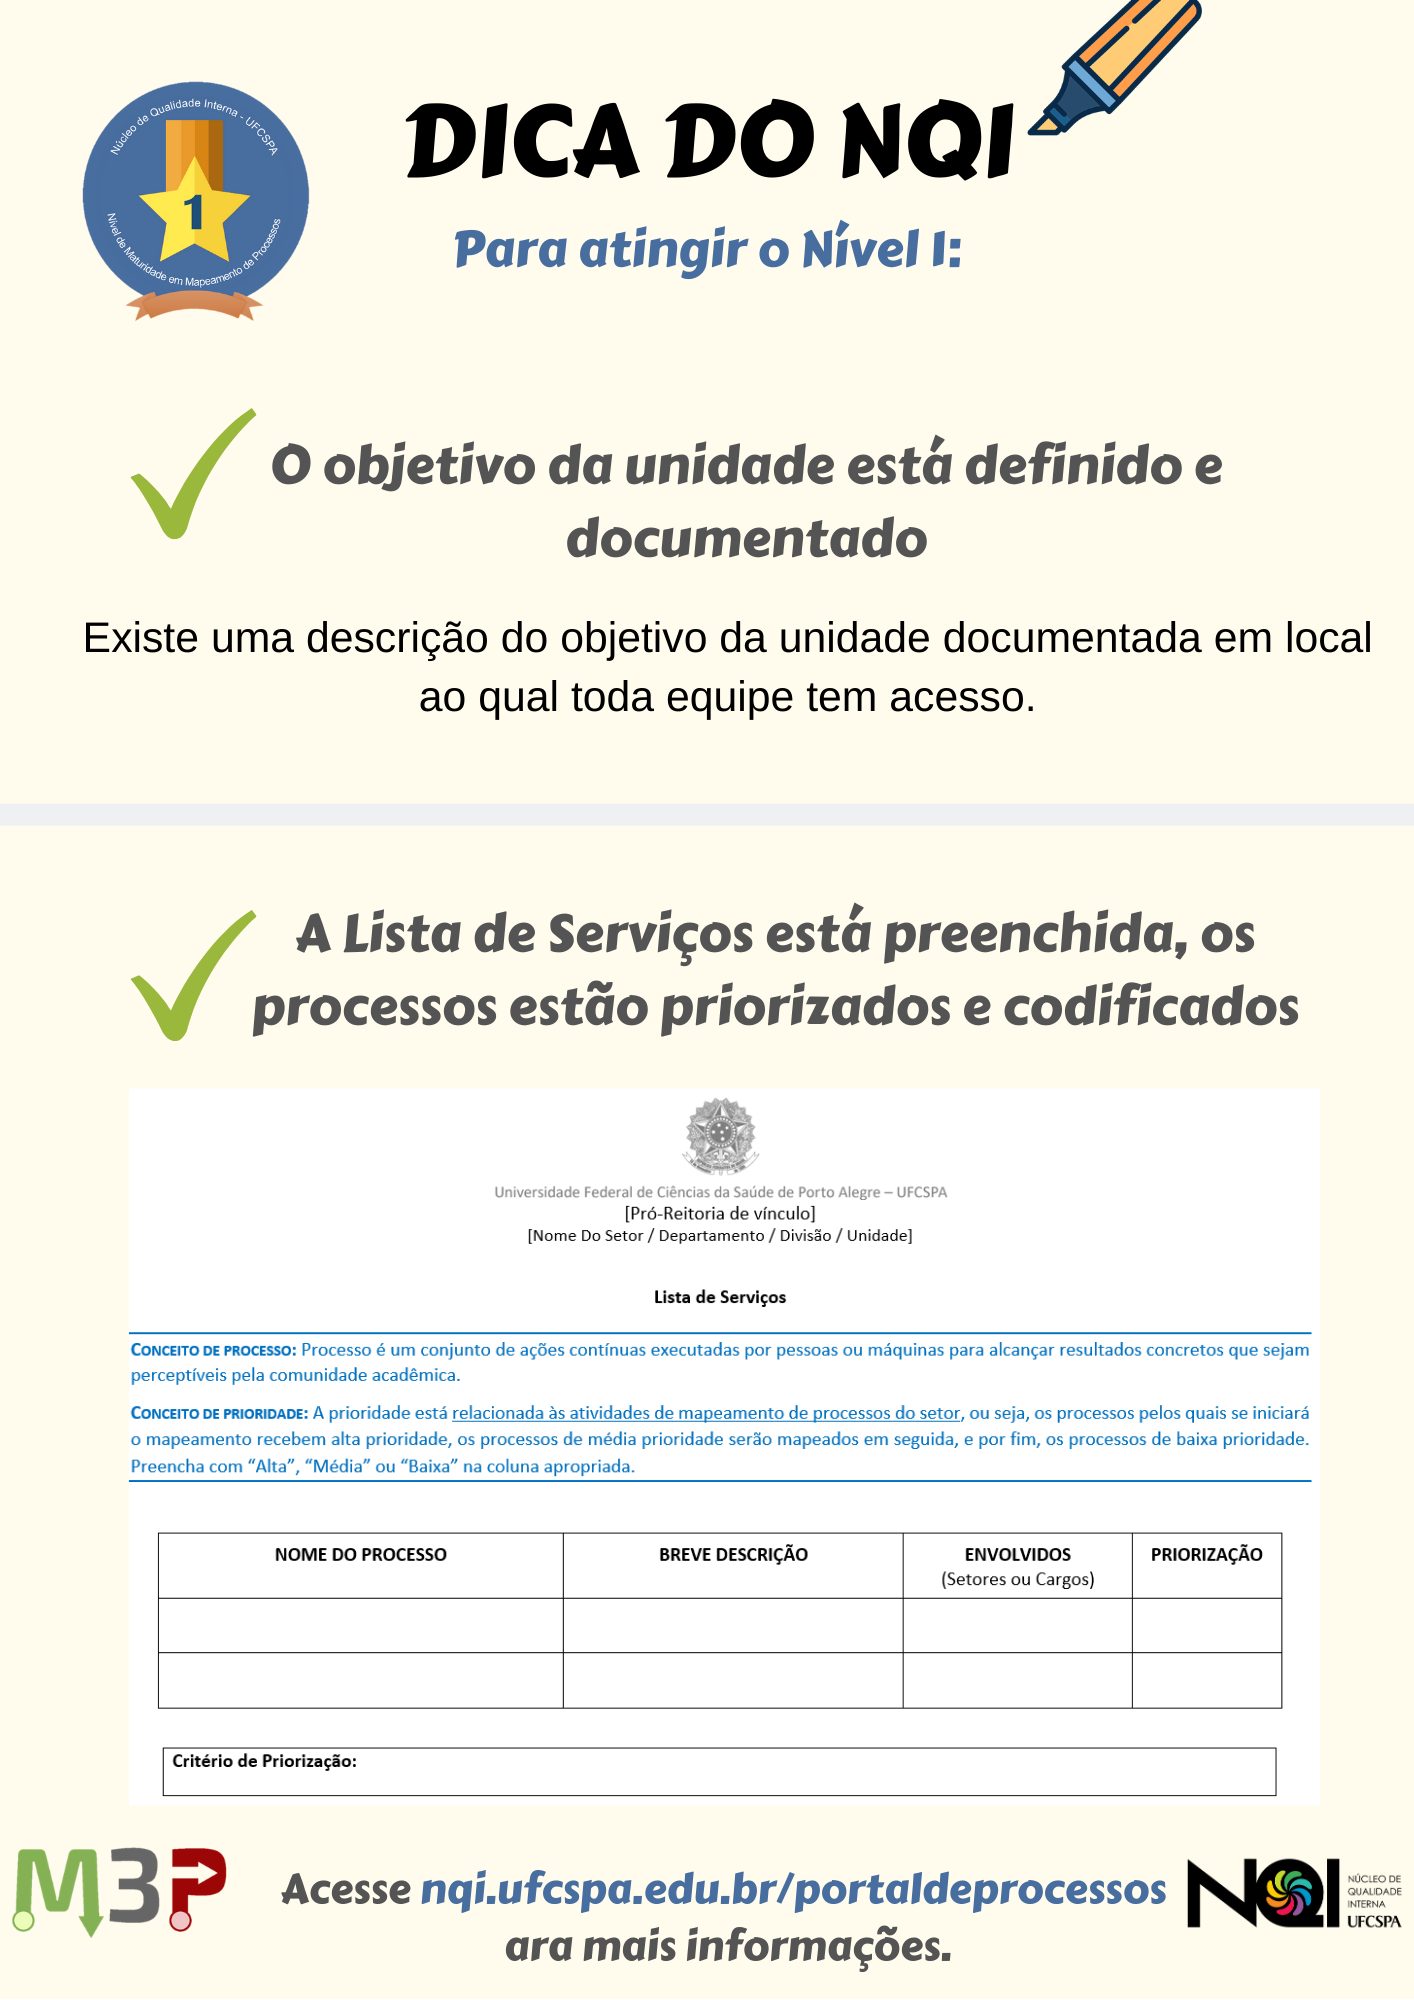 Núcleo de Qualidade Interna - UFCSPA
1
Nível de Maturidade em Mapeamento de Processos
DICA DO NQI
Para atingir o Nível 1:
O objetivo da unidade está definido e
documentado
Existe uma descrição do objetivo da unidade documentada em local
ao qual toda equipe tem acesso.
A Lista de Serviços está preenchida, os
processos estão priorizados e codificados
Universidade Federal de Ciências da Saúde de Porto Alegre – UFCSPA
[Pró-Reitoria de vínculo]
[Nome Do Setor / Departamento / Divisão / Unidade]
Lista de Serviços
CONCEITO DE PROCESSO: Processo é um conjunto de ações contínuas executadas por pessoas ou máquinas para alcançar resultados concretos que sejam
perceptíveis pela comunidade acadêmica.
CONCEITO DE PRIORIDADE: A prioridade está relacionada às atividades de mapeamento de processos do setor, ou seja, os processos pelos quais se iniciará
o mapeamento recebem alta prioridade, os processos de média prioridade serão mapeados em seguida, e por fim, os processos de baixa prioridade.
Preencha com “Alta”, “Média” ou “Baixa” na coluna apropriada.
NOME DO PROCESSO BREVE DESCRIÇÃO ENVOLVIDOS PRIORIZAÇÃO
(Setores ou Cargos)
Critério de Priorização:
M3P
Acesse nqi.ufcspa.edu.br/portaldeprocessos
ara mais informações.
NQI
NÚCLEO DE
QUALIDADE
INTERNA
UFCSPA